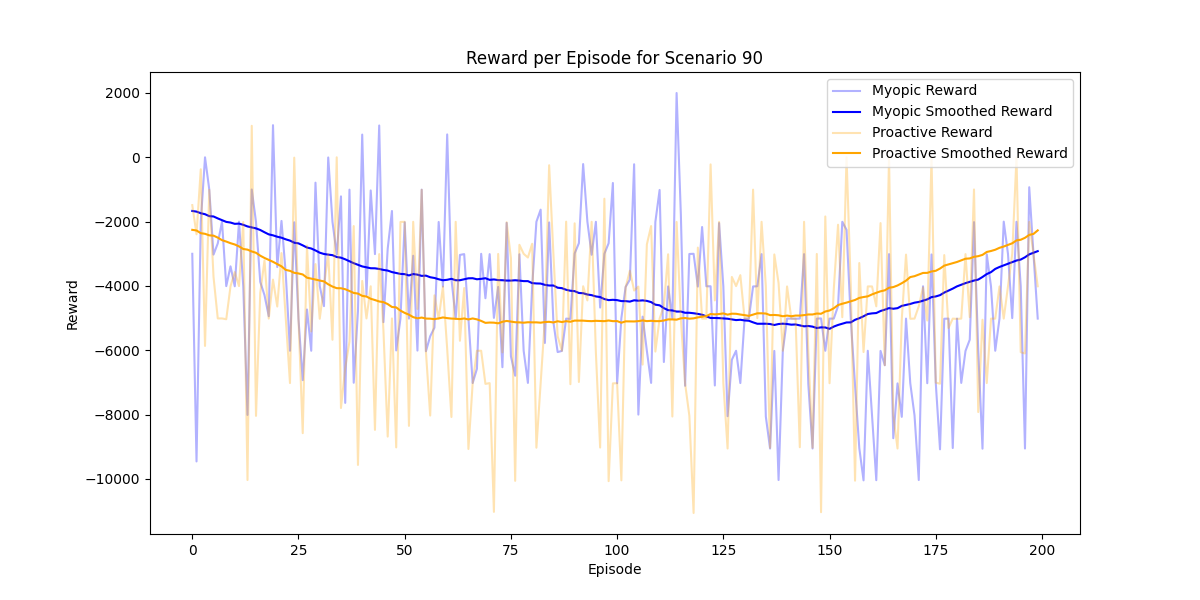 Reward per Episode for Scenario 90
Myopic Reward
Myopic Smoothed Reward
Proactive Reward
Proactive Smoothed Reward
Reward
2000
0
−2000
−4000
−6000
−8000
−10000
0 25 50 75 100 125 150 175 200
Episode